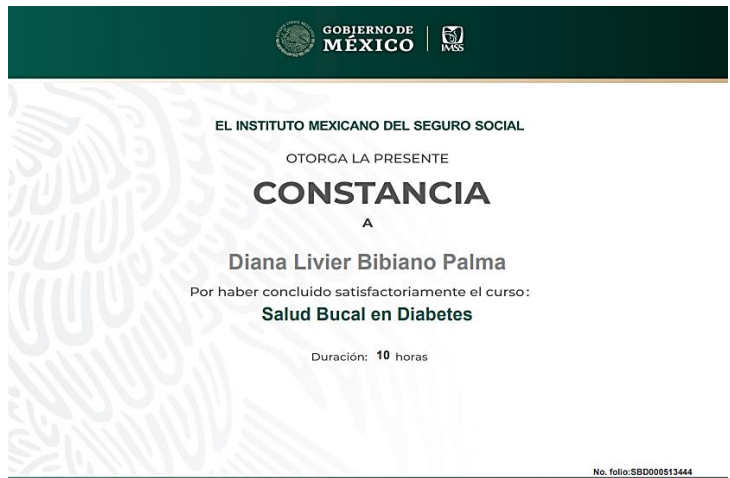 GOBIERNO DE
MÉXICO
IMSS
EL INSTITUTO MEXICANO DEL SEGURO SOCIAL
OTORGA LA PRESENTE
CONSTANCIA
A
Diana Livier Bibiano Palma
Por haber concluido satisfactoriamente el curso:
Salud Bucal en Diabetes
Duración: 10 horas
No. folio:SBD000513444